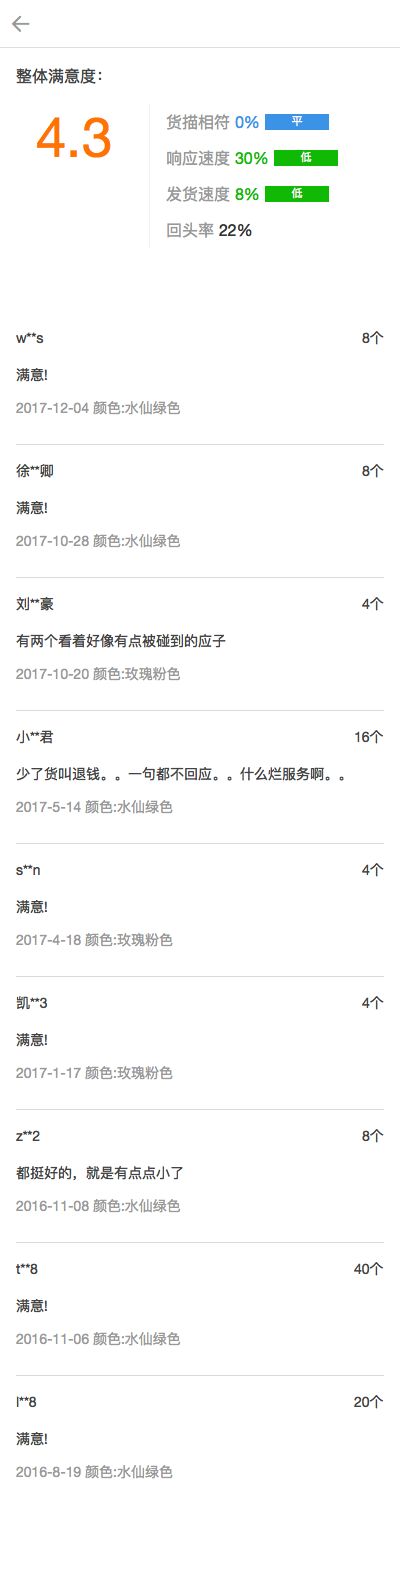 整体满意度：
4.3
货描相符 0% 平
响应速度 30% 低
发货速度 8% 低
回头率 22%
w**s 8个
满意!
2017-12-04 颜色:水仙绿色
徐**卿 8个
满意!
2017-10-28 颜色:水仙绿色
刘**豪 4个
有两个看着好像有点被碰到的应子
2017-10-20 颜色:玫瑰粉色
小**君 16个
少了货叫退钱。。一句都不回应。。什么烂服务啊。。
2017-5-14 颜色:水仙绿色
s**n 4个
满意!
2017-4-18 颜色:玫瑰粉色
凯**3 4个
满意!
2017-1-17 颜色:玫瑰粉色
z**2 8个
都挺好的，就是有点点小了
2016-11-08 颜色:水仙绿色
t**8 40个
满意!
2016-11-06 颜色:水仙绿色
l**8 20个
满意!
2016-8-19 颜色:水仙绿色